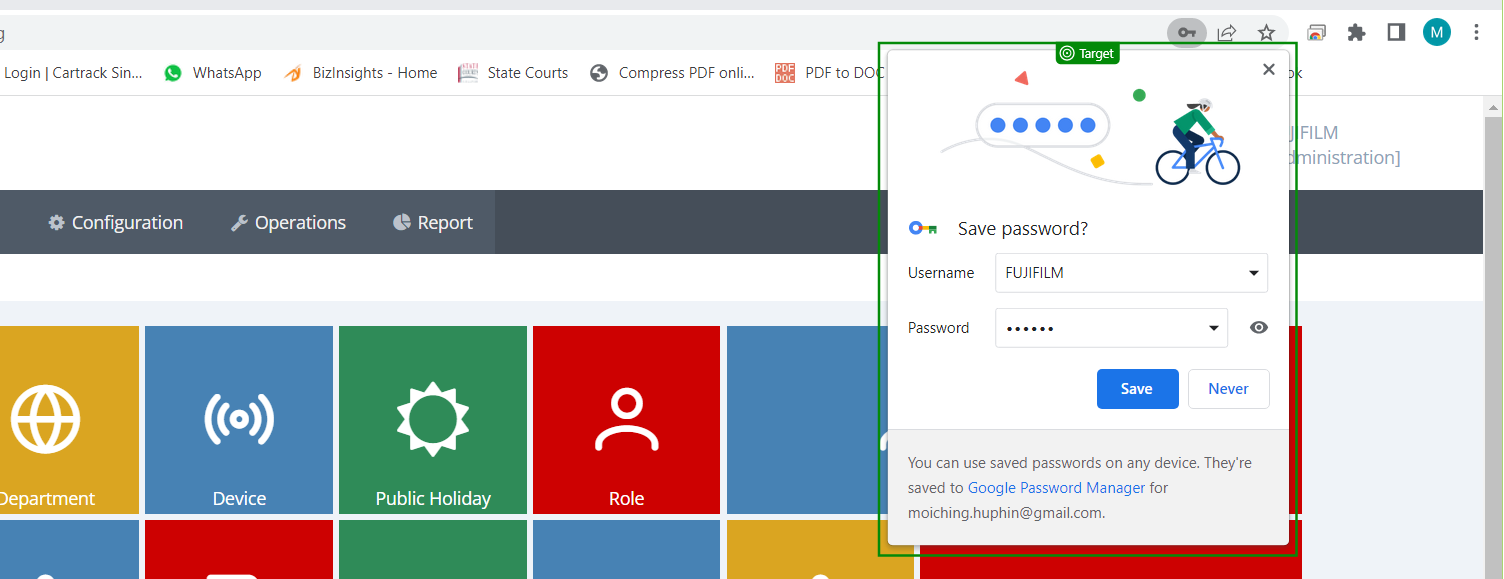 g
M
Login | Cartrack Sin...
WhatsApp
BizInsights - Home
State Courts
Compress PDF onli...
PDF to DOC
ok
Target
JIFILM
dministration]
Configuration
Operations
Report
Save password?
Username
FUJIFILM
Password
Save
Never
You can use saved passwords on any device. They're
saved to Google Password Manager for
moiching.huphin@gmail.com.
Department
Device
Public Holiday
Role